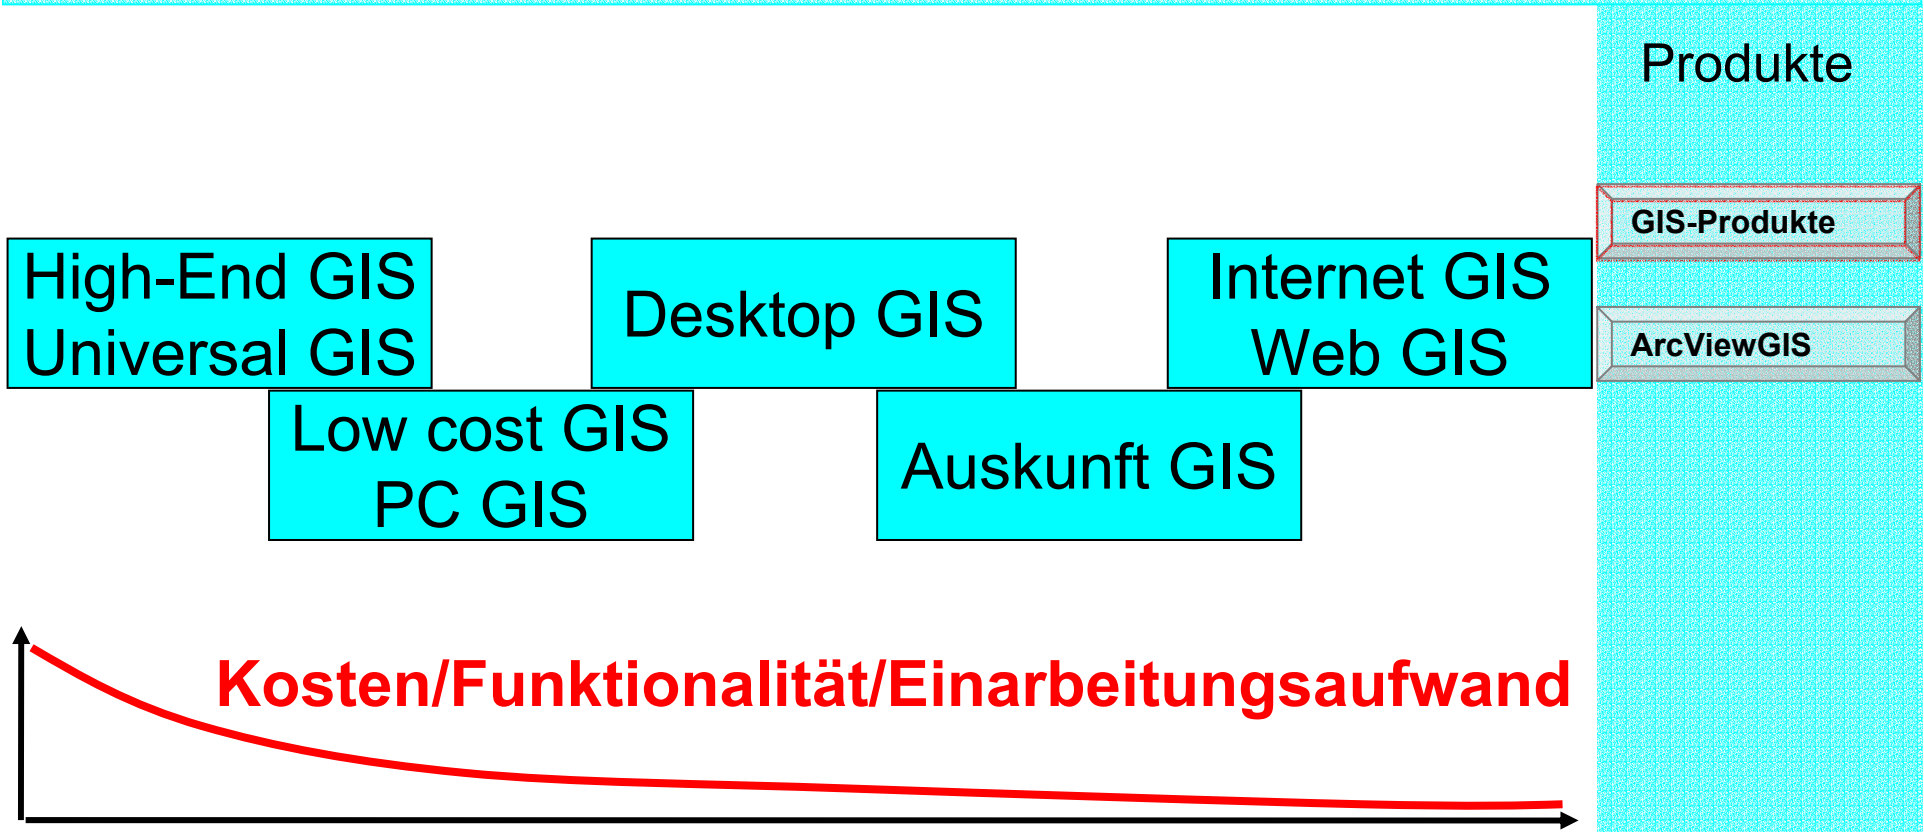 Produkte
GIS-Produkte
ArcViewGIS
High-End GIS
Universal GIS
Low cost GIS
PC GIS
Desktop GIS
Auskunft GIS
Internet GIS
Web GIS
Kosten/Funktionalität/Einarbeitungsaufwand